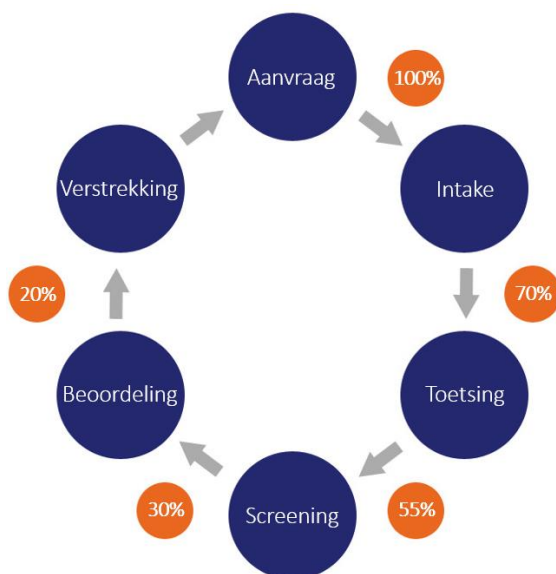 Aanvraag
100%
Intake
70%
Toetsing
55%
Screening
30%
Beoordeling
20%
Verstrekking